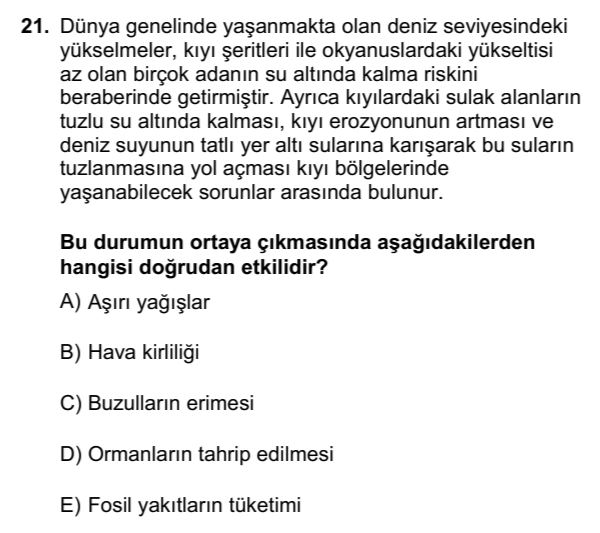 21. Dünya genelinde yaşanmakta olan deniz seviyesindeki
yükselmeler, kıyı şeritleri ile okyanuslardaki yükseltisi
az olan birçok adanın su altında kalma riskini
beraberinde getirmiştir. Ayrıca kıyılardaki sulak alanların
tuzlu su altında kalması, kıyı erozyonunun artması ve
deniz suyunun tatlı yer altı sularına karışarak bu suların
tuzlanmasına yol açması kıyı bölgelerinde
yaşanabilecek sorunlar arasında bulunur.
Bu durumun ortaya çıkmasında aşağıdakilerden
hangisi doğrudan etkilidir?
A) Aşırı yağışlar
B) Hava kirliliği
C) Buzulların erimesi
D) Ormanların tahrip edilmesi
E) Fosil yakıtların tüketimi